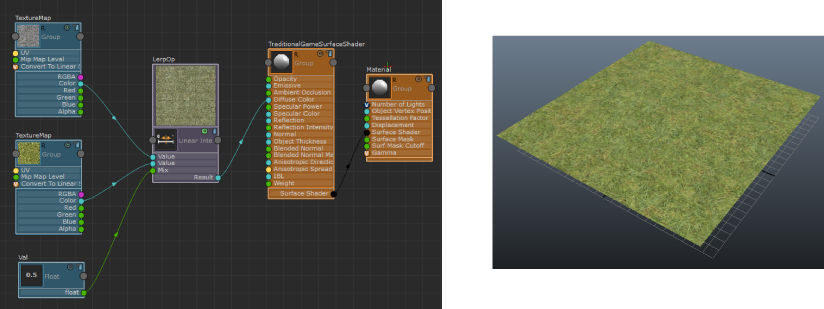 TextureMap
R
Group
UV
Mip Map Level
Convert To Linear
RGBA
Color
Red
Green
Blue
Alpha
TextureMap
R
Group
UV
Mip Map Level
Convert To Linear
RGBA
Color
Red
Green
Blue
Alpha
Val
0.5
Float
float
LerpOp
Linear Inte
Value
Value
Mix
Result
TraditionalGameSurfaceShader
R
Group
Opacity
Emissive
Ambient Occlusion
Diffuse Color
Specular Power
Specular Color
Reflection
Reflection Intensity
Normal
Object Thickness
Blended Normal
Blended Normal Ma
Anisotropic Directic
Anisotropic Spread
IBL
Weight
Surface Shader
Material
R
Group
Number of Lights
Object Vertex Posit
Tessellation Factor
Displacement
Surface Shader
Surface Mask
Surf Mask Cutoff
Gamma